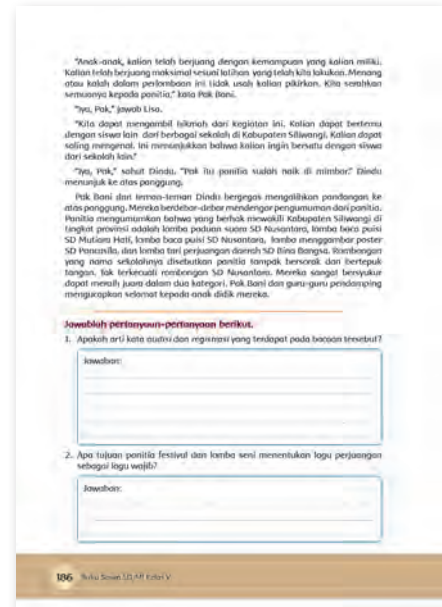 "Anak-anak, kalian telah berjuang dengan kemampuan yang kalian miliki.
Kalian telah berjuang maksimal sesuai latihan yang telah kita lakukan. Menang
atau kalah dalam perlombaan ini tidak usah kalian pikirkan. Kita serahkan
semuanya kepada panitia," kata Pak Bani.
"Iya, Pak," jawab Lisa.
"Kita dapat mengambil hikmah dari kegiatan ini. Kalian dapat bertemu
dengan siswa lain dari berbagai sekolah di Kabupaten Siliwangi. Kalian dapat
saling mengenal. Ini menunjukkan bahwa kalian ingin bersatu dengan siswa
dari sekolah lain."
"Iya, Pak," sahut Dinda. "Pak itu panitia sudah naik di mimbar." Dinda
menunjuk ke atas panggung.
Pak Bani dan teman-teman Dinda bergegas mengalihkan pandangan ke
atas panggung. Mereka berdebar-debar mendengar pengumuman dari panitia.
Panitia mengumumkan bahwa yang berhak mewakili Kabupaten Siliwangi di
tingkat provinsi adalah lomba paduan suara SD Nusantara, lomba baca puisi
SD Mutiara Hati, lomba baca puisi SD Nusantara, lomba menggambar poster
SD Pancasila, dan lomba tari perjuangan daerah SD Bina Bangsa. Rombongan
yang nama sekolahnya disebutkan panitia tampak bersorak dan bertepuk
tangan. Tak terkecuali rombongan SD Nusantara. Mereka sangat bersyukur
dapat meraih juara dalam dua kategori. Pak Bani dan guru-guru pendamping
mengucapkan selamat kepada anak didik mereka.
Jawablah pertanyaan-pertanyaan berikut.
1. Apakah arti kata audisi dan registrasi yang terdapat pada bacaan tersebut?
Jawaban:
2. Apa tujuan panitia festival dan lomba seni menentukan lagu perjuangan
sebagai lagu wajib?
Jawaban:
186 Buku Siswa SD/MI Kelas V